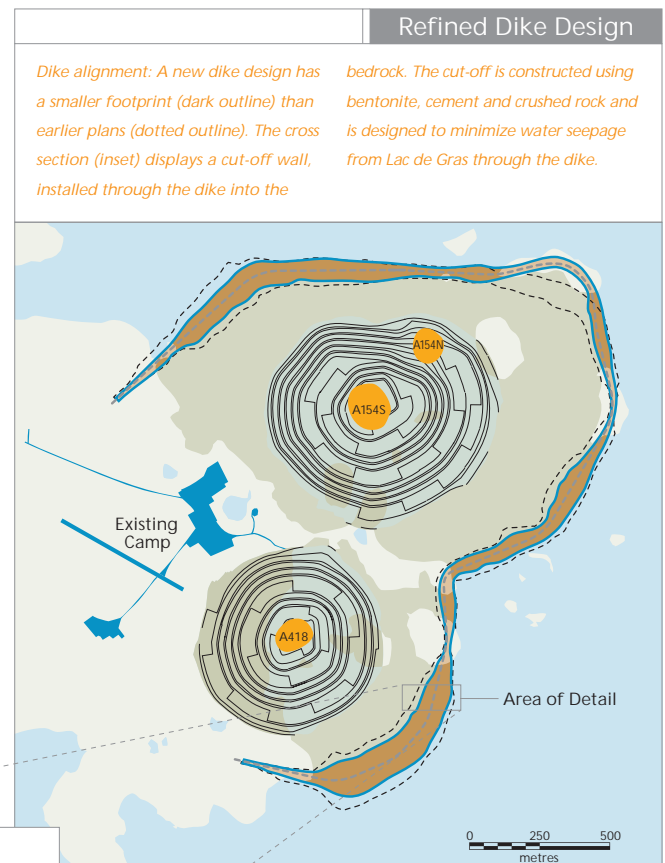 Refined Dike Design
Dike alignment: A new dike design has
a smaller footprint (dark outline) than
earlier plans (dotted outline). The cross
section (inset) displays a cut-off wall,
installed through the dike into the
bedrock. The cut-off is constructed using
bentonite, cement and crushed rock and
is designed to minimize water seepage
from Lac de Gras through the dike.
A154N
A154S
Existing
Camp
A418
Area of Detail
0 250 500
metres